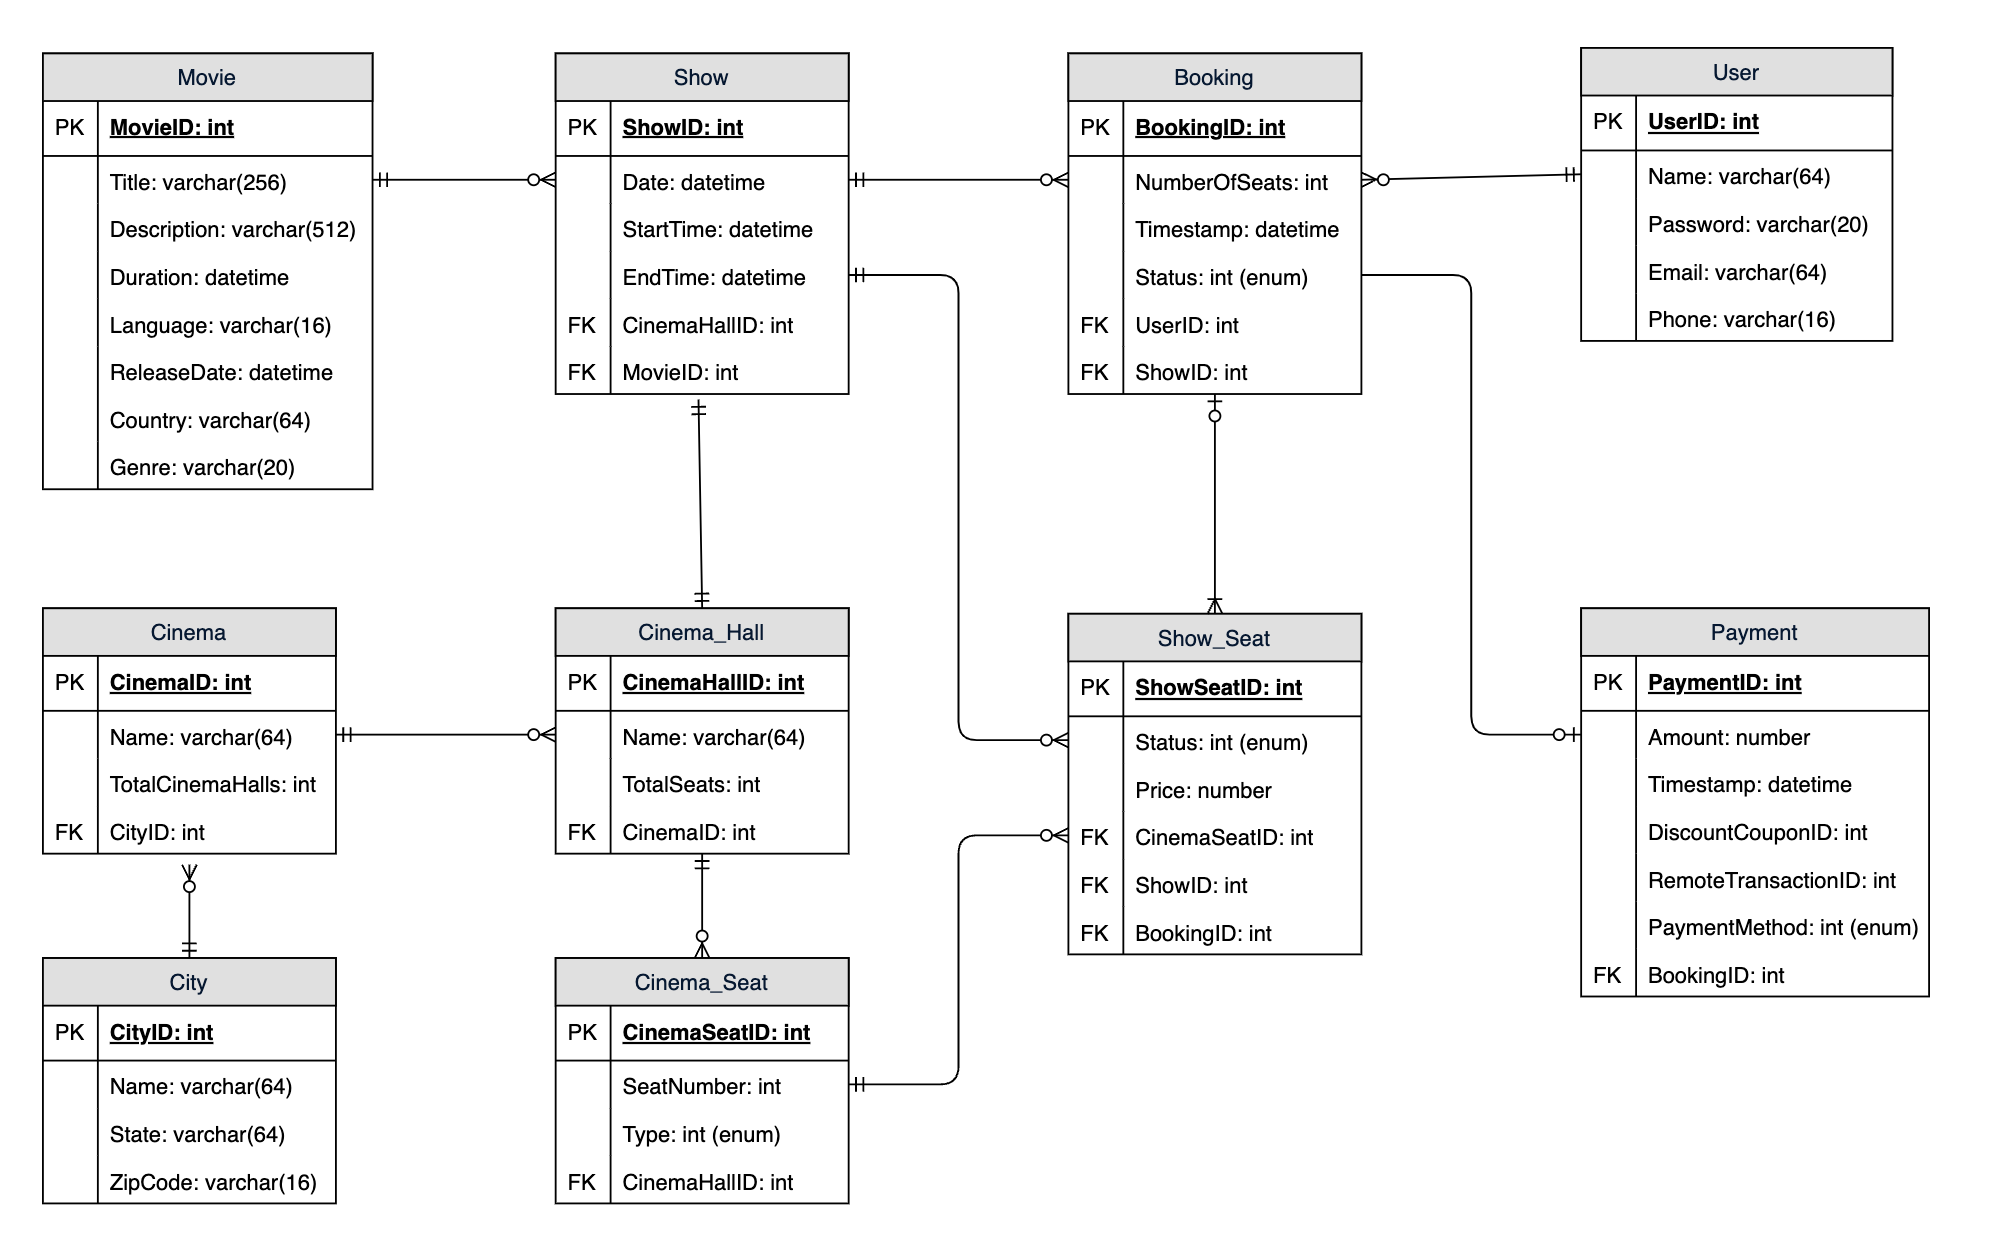 Movie
PK MovieID: int
Title: varchar(256)
Description: varchar(512)
Duration: datetime
Language: varchar(16)
ReleaseDate: datetime
Country: varchar(64)
Genre: varchar(20)
Show
PK ShowID: int
Date: datetime
StartTime: datetime
EndTime: datetime
FK CinemaHallID: int
FK MovieID: int
Booking
PK BookingID: int
NumberOfSeats: int
Timestamp: datetime
Status: int (enum)
FK UserID: int
FK ShowID: int
User
PK UserID: int
Name: varchar(64)
Password: varchar(20)
Email: varchar(64)
Phone: varchar(16)
Cinema
PK CinemaID: int
Name: varchar(64)
TotalCinemaHalls: int
FK CityID: int
Cinema_Hall
PK CinemaHallID: int
Name: varchar(64)
TotalSeats: int
FK CinemaID: int
Show_Seat
PK ShowSeatID: int
Status: int (enum)
Price: number
FK CinemaSeatID: int
FK ShowID: int
FK BookingID: int
Payment
PK PaymentID: int
Amount: number
Timestamp: datetime
DiscountCouponID: int
RemoteTransactionID: int
PaymentMethod: int (enum)
FK BookingID: int
City
PK CityID: int
Name: varchar(64)
State: varchar(64)
ZipCode: varchar(16)
Cinema_Seat
PK CinemaSeatID: int
SeatNumber: int
Type: int (enum)
FK CinemaHallID: int